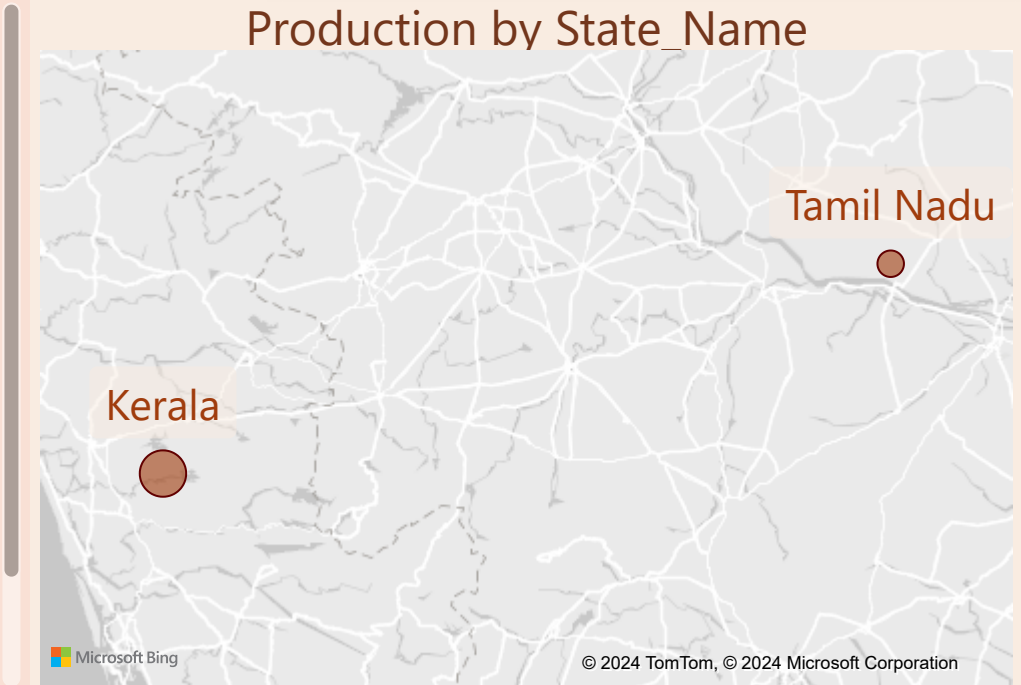 Production by State_Name
Tamil Nadu
Kerala
Microsoft Bing
© 2024 TomTom, © 2024 Microsoft Corporation